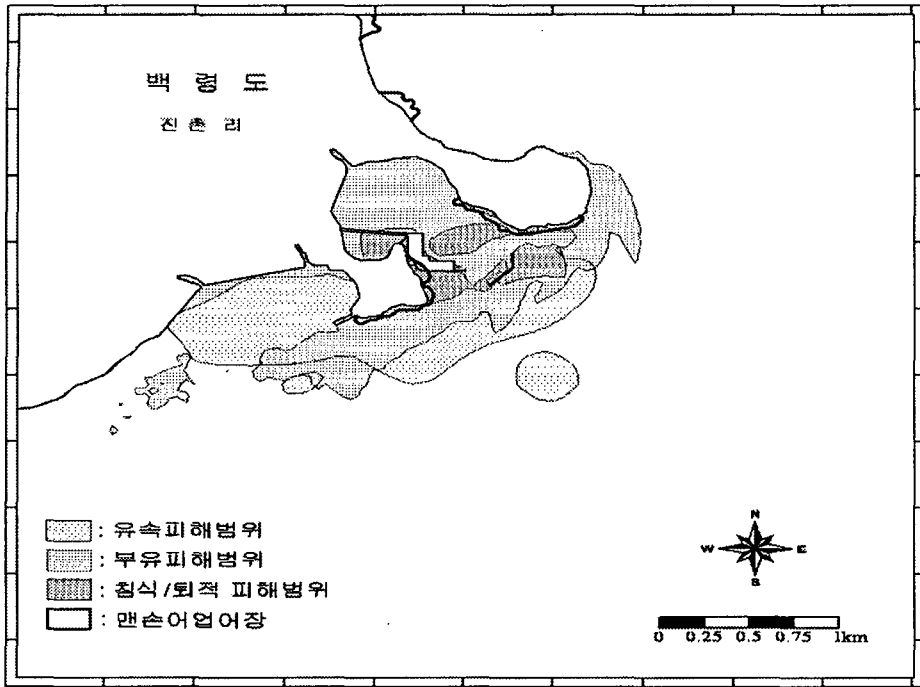 백 령 도
진 촌 리
: 유속피해범위
: 부유피해범위
: 침식/퇴적 피해범위
: 맨손어업어장
N
W E
S
0 0.25 0.5 0.75 1km